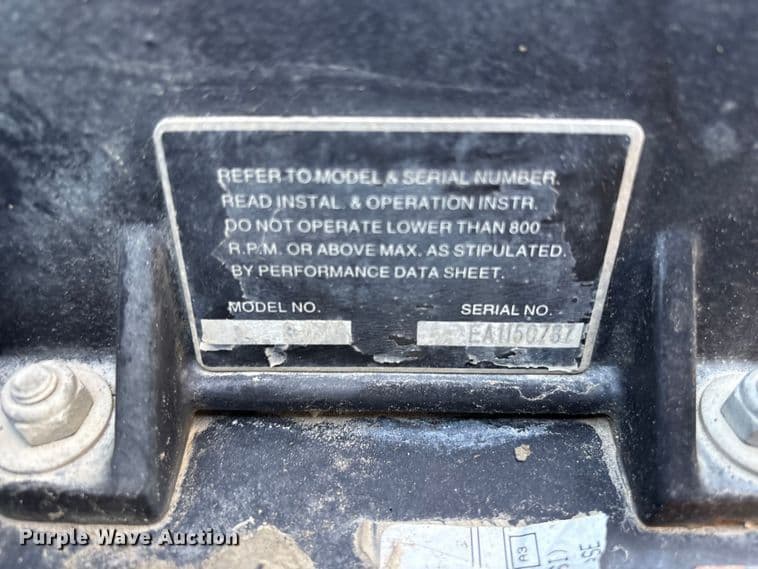 REFER TO MODEL & SERIAL NUMBER
READ INSTAL. & OPERATION INSTR.
DO NOT OPERATE LOWER THAN 800
R.P.M. OR ABOVE MAX. AS STIPULATED.
BY PERFORMANCE DATA SHEET.
MODEL NO. SERIAL NO.
A3
Purple Wave Auction